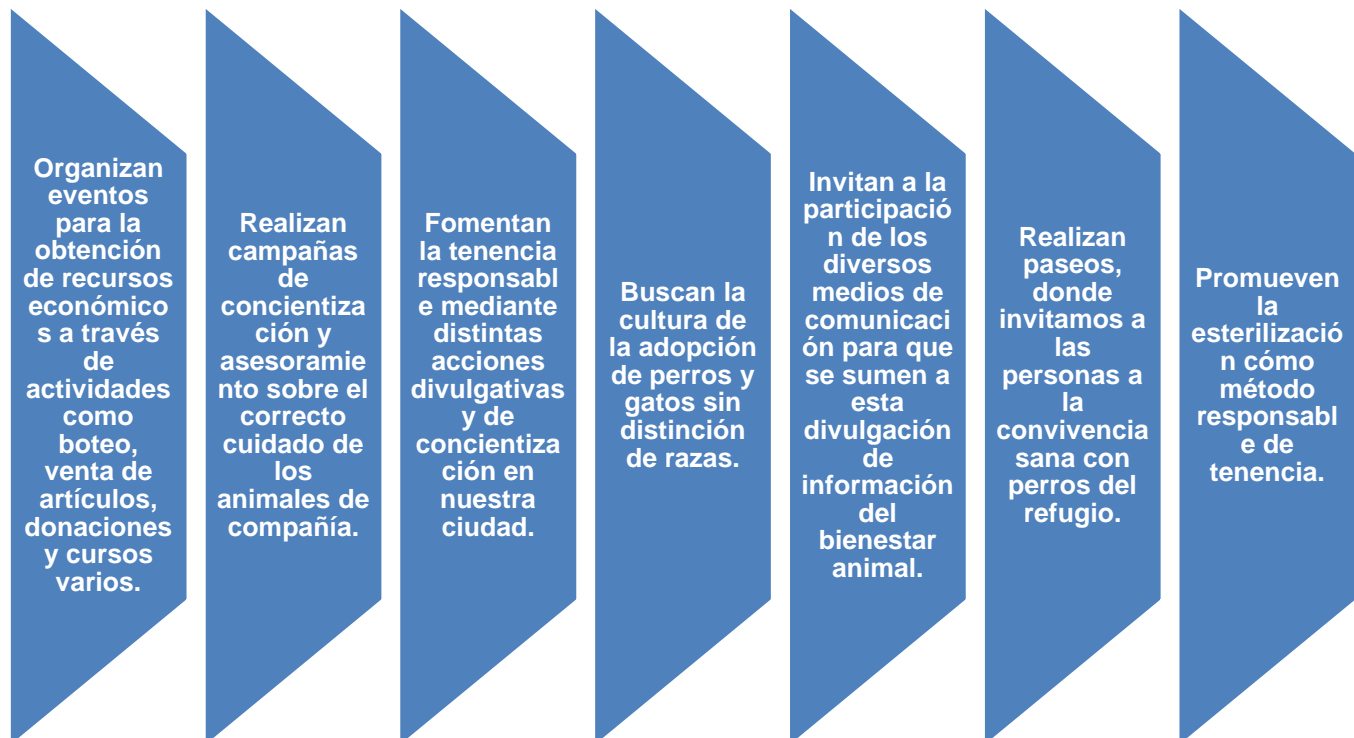 Organizan
eventos
para la
obtención
de recursos
económico
s a través
de
actividades
como
boteo,
venta de
artículos,
donaciones
y cursos
varios.
Realizan
campañas
de
concientiza
ción y
asesoramie
nto sobre el
correcto
cuidado de
los
animales de
compañía.
Fomentan
la tenencia
responsabl
e mediante
distintas
acciones
divulgativas
y de
concientiza
ción en
nuestra
ciudad.
Buscan la
cultura de
la adopción
de perros y
gatos sin
distinción
de razas.
Invitan a la
participació
n de los
diversos
medios de
comunicaci
ón para que
se sumen a
esta
divulgación
de
información
del
bienestar
animal.
Realizan
paseos,
donde
invitamos a
las
personas a
la
convivencia
sana con
perros del
refugio.
Promueven
la
esterilizació
n cómo
método
responsabl
e de
tenencia.